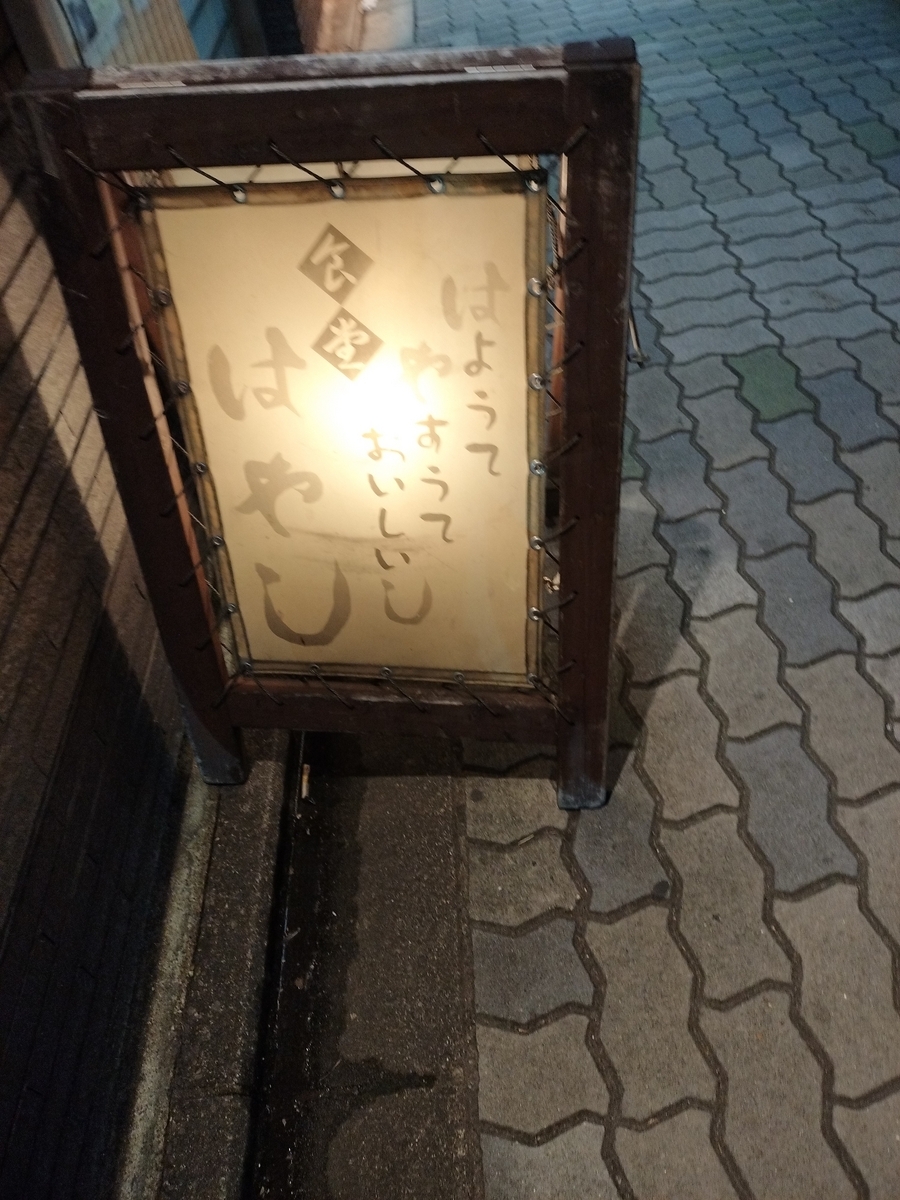 はようて
やすうて
おいしいし
食堂
はやし